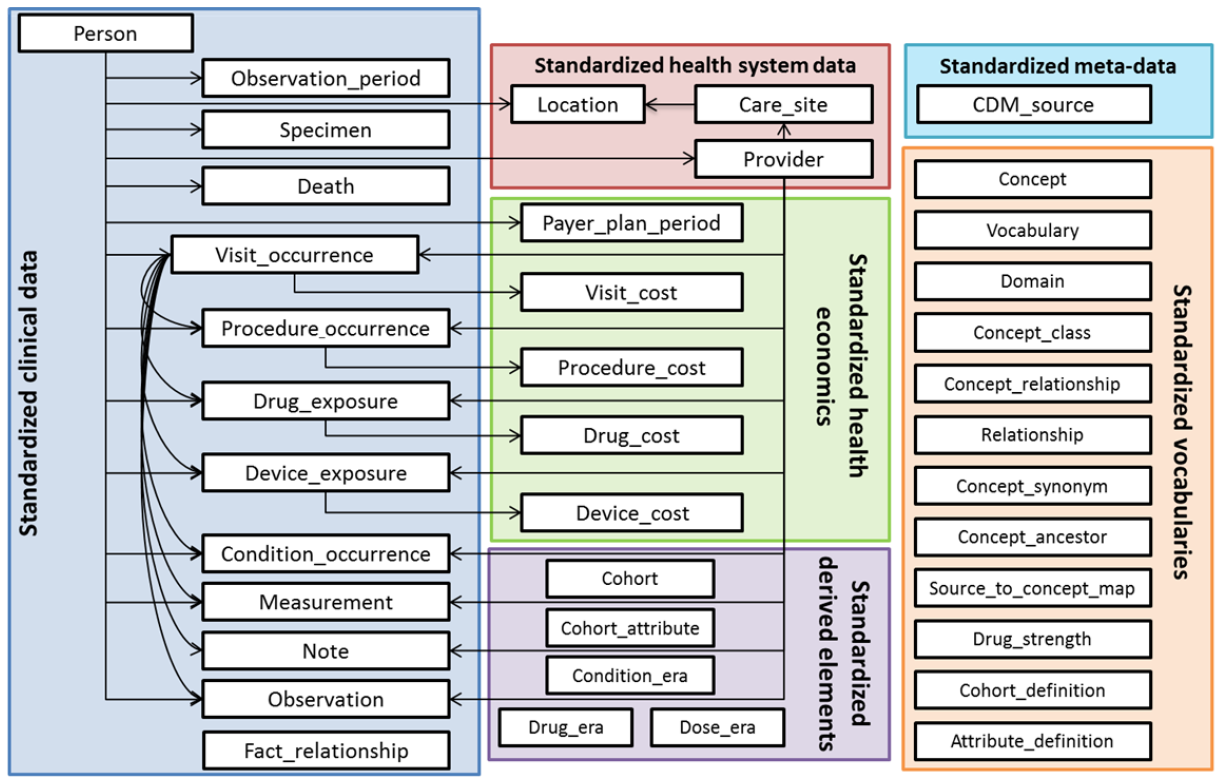 Person
Observation_period
Specimen
Death
Visit_occurrence
Procedure_occurrence
Drug_exposure
Device_exposure
Condition_occurrence
Measurement
Note
Observation
Fact_relationship
Standardized clinical data
Standardized health system data
Location
Care_site
Provider
Payer_plan_period
Visit_cost
Procedure_cost
Drug_cost
Device_cost
Standardized health
economics
Cohort
Cohort_attribute
Condition_era
Drug_era
Dose_era
Standardized
derived elements
Standardized meta-data
CDM_source
Concept
Vocabulary
Domain
Concept_class
Concept_relationship
Relationship
Concept_synonym
Concept_ancestor
Source_to_concept_map
Drug_strength
Cohort_definition
Attribute_definition
Standardized vocabularies